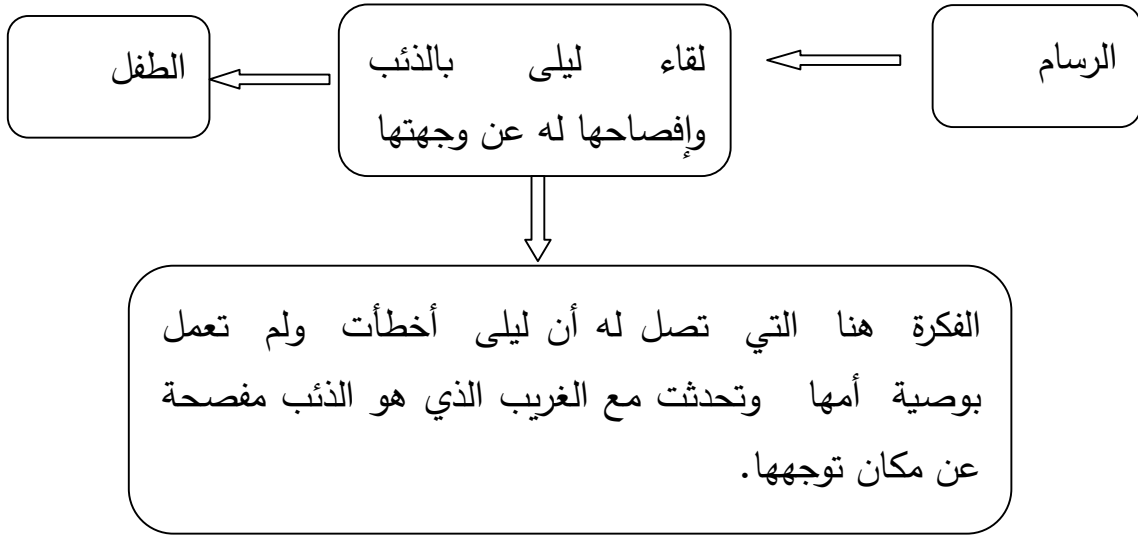 الرسام
لقاء ليلى بالذئب
وإفصاحها له عن وجهتها
الطفل
الفكرة هنا التي تصل له أن ليلى أخطأت ولم تعمل
بوصية أمها وتحدثت مع الغريب الذي هو الذئب مفصحة
عن مكان توجهها.